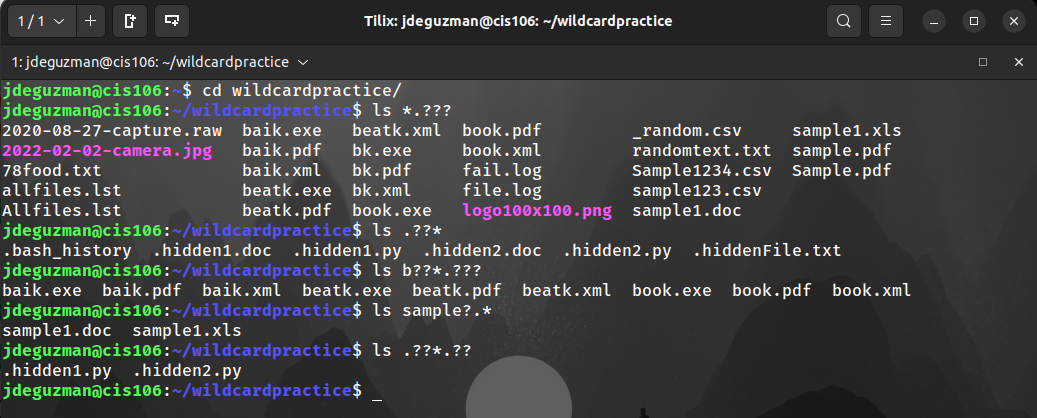 1 / 1
Tilix: jdeguzman@cis106: ~/wildcardpractice
1: jdeguzman@cis106: ~/wildcardpractice
jdeguzman@cis106:~$ cd wildcardpractice/
jdeguzman@cis106:~/wildcardpractice$ ls *.???
2020-08-27-capture.raw  baik.exe   beatk.xml  book.pdf         _random.csv     sample1.xls
2022-02-02-camera.jpg   baik.pdf   bk.exe     book.xml         randomtext.txt  sample.pdf
78food.txt              baik.xml   bk.pdf     fail.log         Sample1234.csv  Sample.pdf
allfiles.lst            beatk.exe  bk.xml     file.log         sample123.csv
Allfiles.lst            beatk.pdf  book.exe   logo100x100.png  sample1.doc
jdeguzman@cis106:~/wildcardpractice$ ls .??*
.bash_history  .hidden1.doc  .hidden1.py  .hidden2.doc  .hidden2.py  .hiddenFile.txt
jdeguzman@cis106:~/wildcardpractice$ ls b??*.???
baik.exe  baik.pdf  baik.xml  beatk.exe  beatk.pdf  beatk.xml  book.exe  book.pdf  book.xml
jdeguzman@cis106:~/wildcardpractice$ ls sample?.*
sample1.doc  sample1.xls
jdeguzman@cis106:~/wildcardpractice$ ls .??*.??
.hidden1.py  .hidden2.py
jdeguzman@cis106:~/wildcardpractice$ _